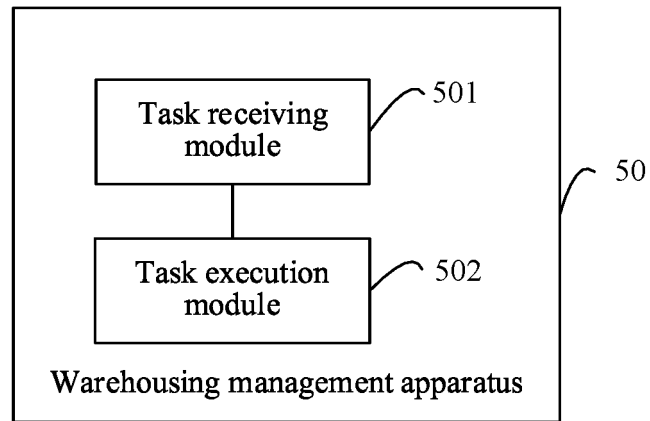 Task receiving
module
501
50
Task execution
module
502
Warehousing management apparatus